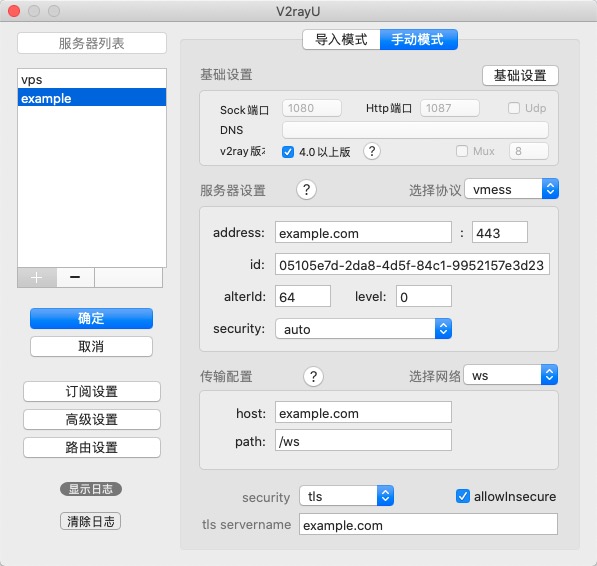 V2rayU
服务器列表
vps
example
+ −
确定
取消
订阅设置
高级设置
路由设置
显示日志
清除日志
导入模式 手动模式
基础设置 基础设置
Sock端口 1080 Http端口 1087 Udp
DNS
v2ray版本 4.0以上版 ? Mux 8
服务器设置 ? 选择协议 vmess
address: example.com : 443
id: 05105e7d-2da8-4d5f-84c1-9952157e3d23
alterId: 64 level: 0
security: auto
传输配置 ? 选择网络 ws
host: example.com
path: /ws
security tls allowInsecure
tls servername example.com